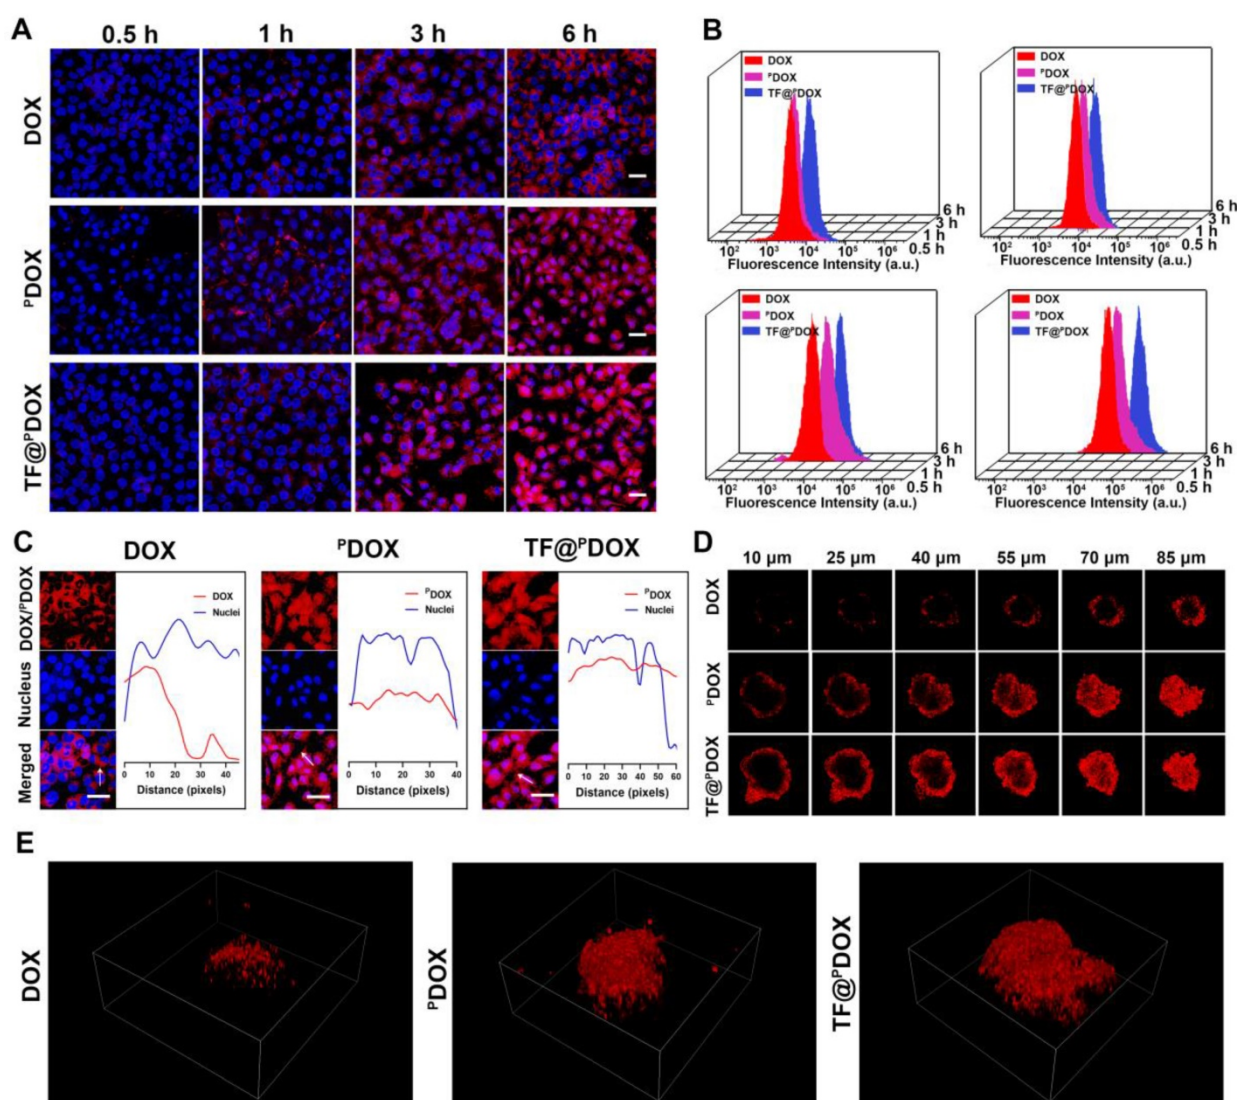 A
0.5 h 1 h 3 h 6 h
DOX
ᴾDOX
TF@ᴾDOX
B
DOX
ᴾDOX
TF@ᴾDOX
6 h
3 h
1 h
0.5 h
10² 10³ 10⁴ 10⁵ 10⁶
Fluorescence Intensity (a.u.)
DOX
ᴾDOX
TF@ᴾDOX
6 h
3 h
1 h
0.5 h
10² 10³ 10⁴ 10⁵ 10⁶
Fluorescence Intensity (a.u.)
DOX
ᴾDOX
TF@ᴾDOX
6 h
3 h
1 h
0.5 h
10² 10³ 10⁴ 10⁵ 10⁶
Fluorescence Intensity (a.u.)
DOX
ᴾDOX
TF@ᴾDOX
6 h
3 h
1 h
0.5 h
10² 10³ 10⁴ 10⁵ 10⁶
Fluorescence Intensity (a.u.)
C
DOX ᴾDOX TF@ᴾDOX
DOX/ᴾDOX
Nucleus
Merged
DOX
Nuclei
0 10 20 30 40
Distance (pixels)
ᴾDOX
Nuclei
0 10 20 30 40
Distance (pixels)
ᴾDOX
Nuclei
0 10 20 30 40 50 60
Distance (pixels)
D
10 µm 25 µm 40 µm 55 µm 70 µm 85 µm
DOX
ᴾDOX
TF@ᴾDOX
E
DOX
ᴾDOX
TF@ᴾDOX